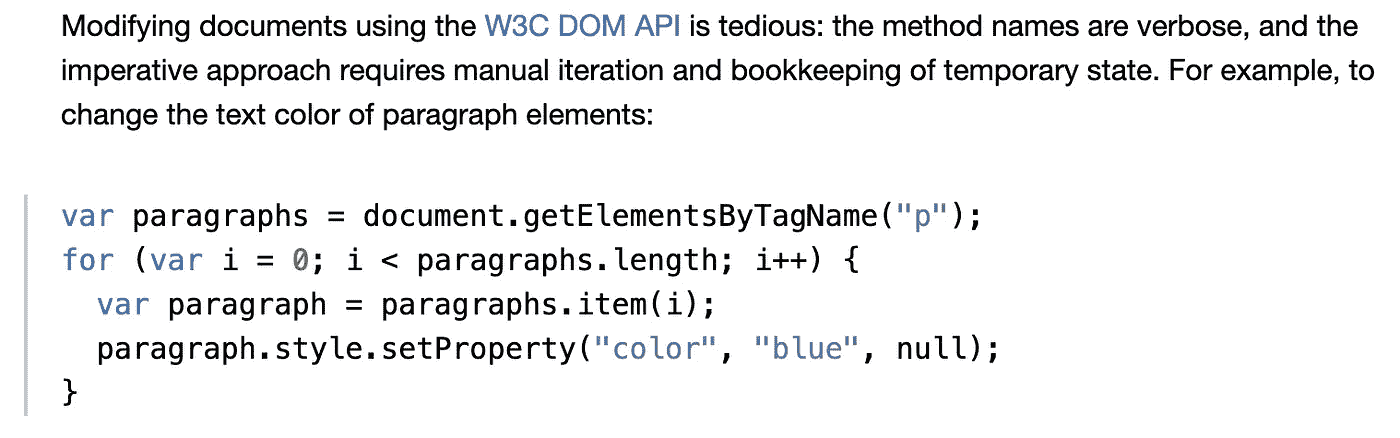 Modifying documents using the W3C DOM API is tedious: the method names are verbose, and the
imperative approach requires manual iteration and bookkeeping of temporary state. For example, to
change the text color of paragraph elements:
var paragraphs = document.getElementsByTagName("p");
for (var i = 0; i < paragraphs.length; i++) {
  var paragraph = paragraphs.item(i);
  paragraph.style.setProperty("color", "blue", null);
}